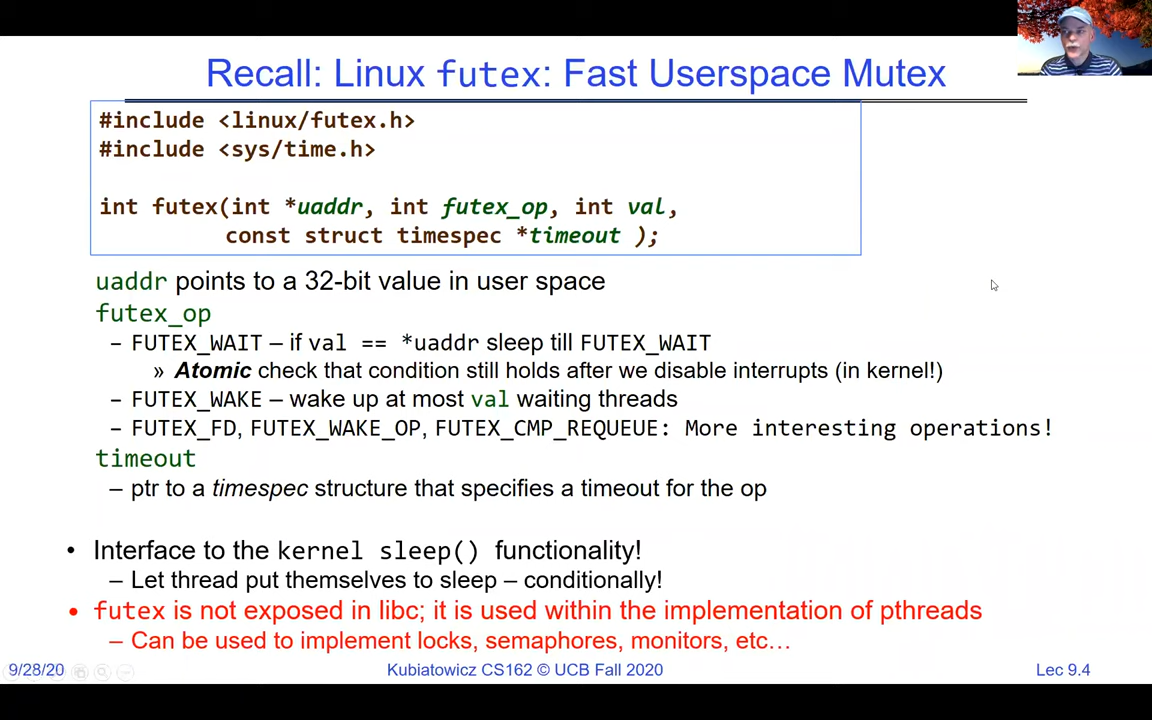 Recall: Linux futex: Fast Userspace Mutex
#include <linux/futex.h>
#include <sys/time.h>
int futex(int *uaddr, int futex_op, int val,
const struct timespec *timeout );
uaddr points to a 32-bit value in user space
futex_op
– FUTEX_WAIT – if val == *uaddr sleep till FUTEX_WAIT
» Atomic check that condition still holds after we disable interrupts (in kernel!)
– FUTEX_WAKE – wake up at most val waiting threads
– FUTEX_FD, FUTEX_WAKE_OP, FUTEX_CMP_REQUEUE: More interesting operations!
timeout
– ptr to a timespec structure that specifies a timeout for the op
• Interface to the kernel sleep() functionality!
– Let thread put themselves to sleep – conditionally!
• futex is not exposed in libc; it is used within the implementation of pthreads
– Can be used to implement locks, semaphores, monitors, etc…
9/28/20 Kubiatowicz CS162 © UCB Fall 2020 Lec 9.4